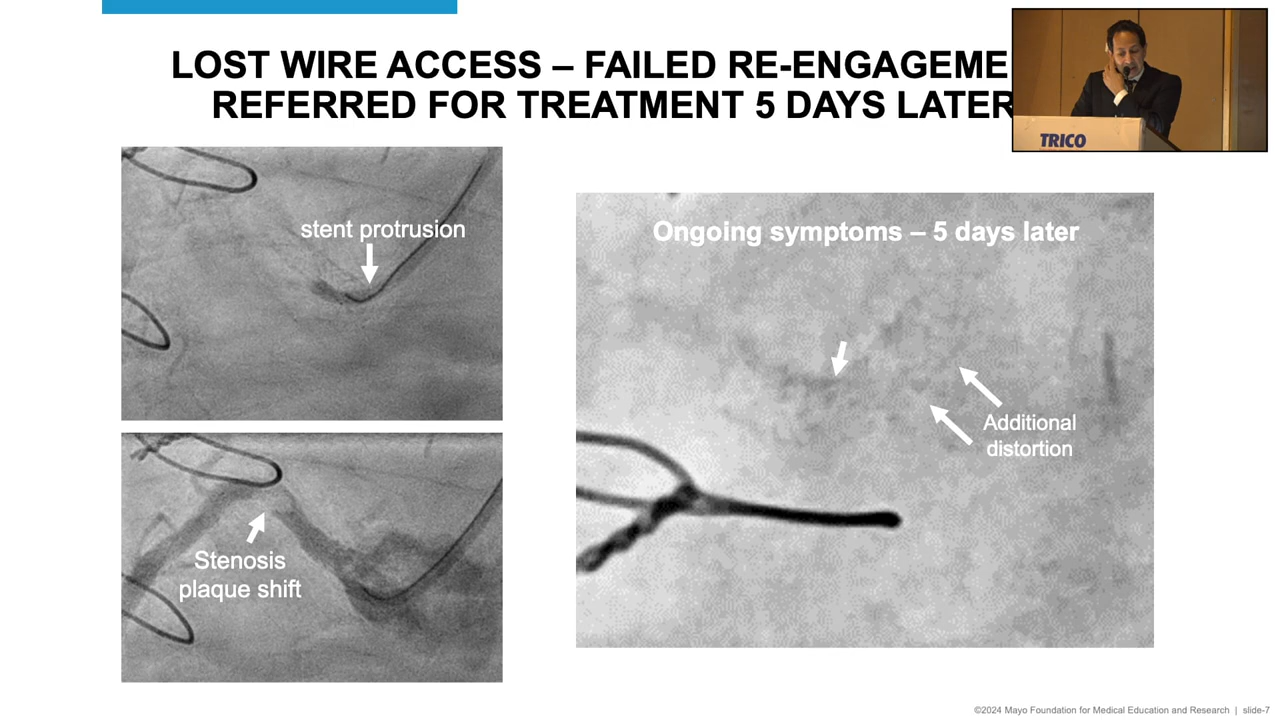 LOST WIRE ACCESS – FAILED RE-ENGAGEME
REFERRED FOR TREATMENT 5 DAYS LATER
TRICO
stent protrusion
Stenosis
plaque shift
Ongoing symptoms – 5 days later
Additional
distortion
©2024 Mayo Foundation for Medical Education and Research | slide-7